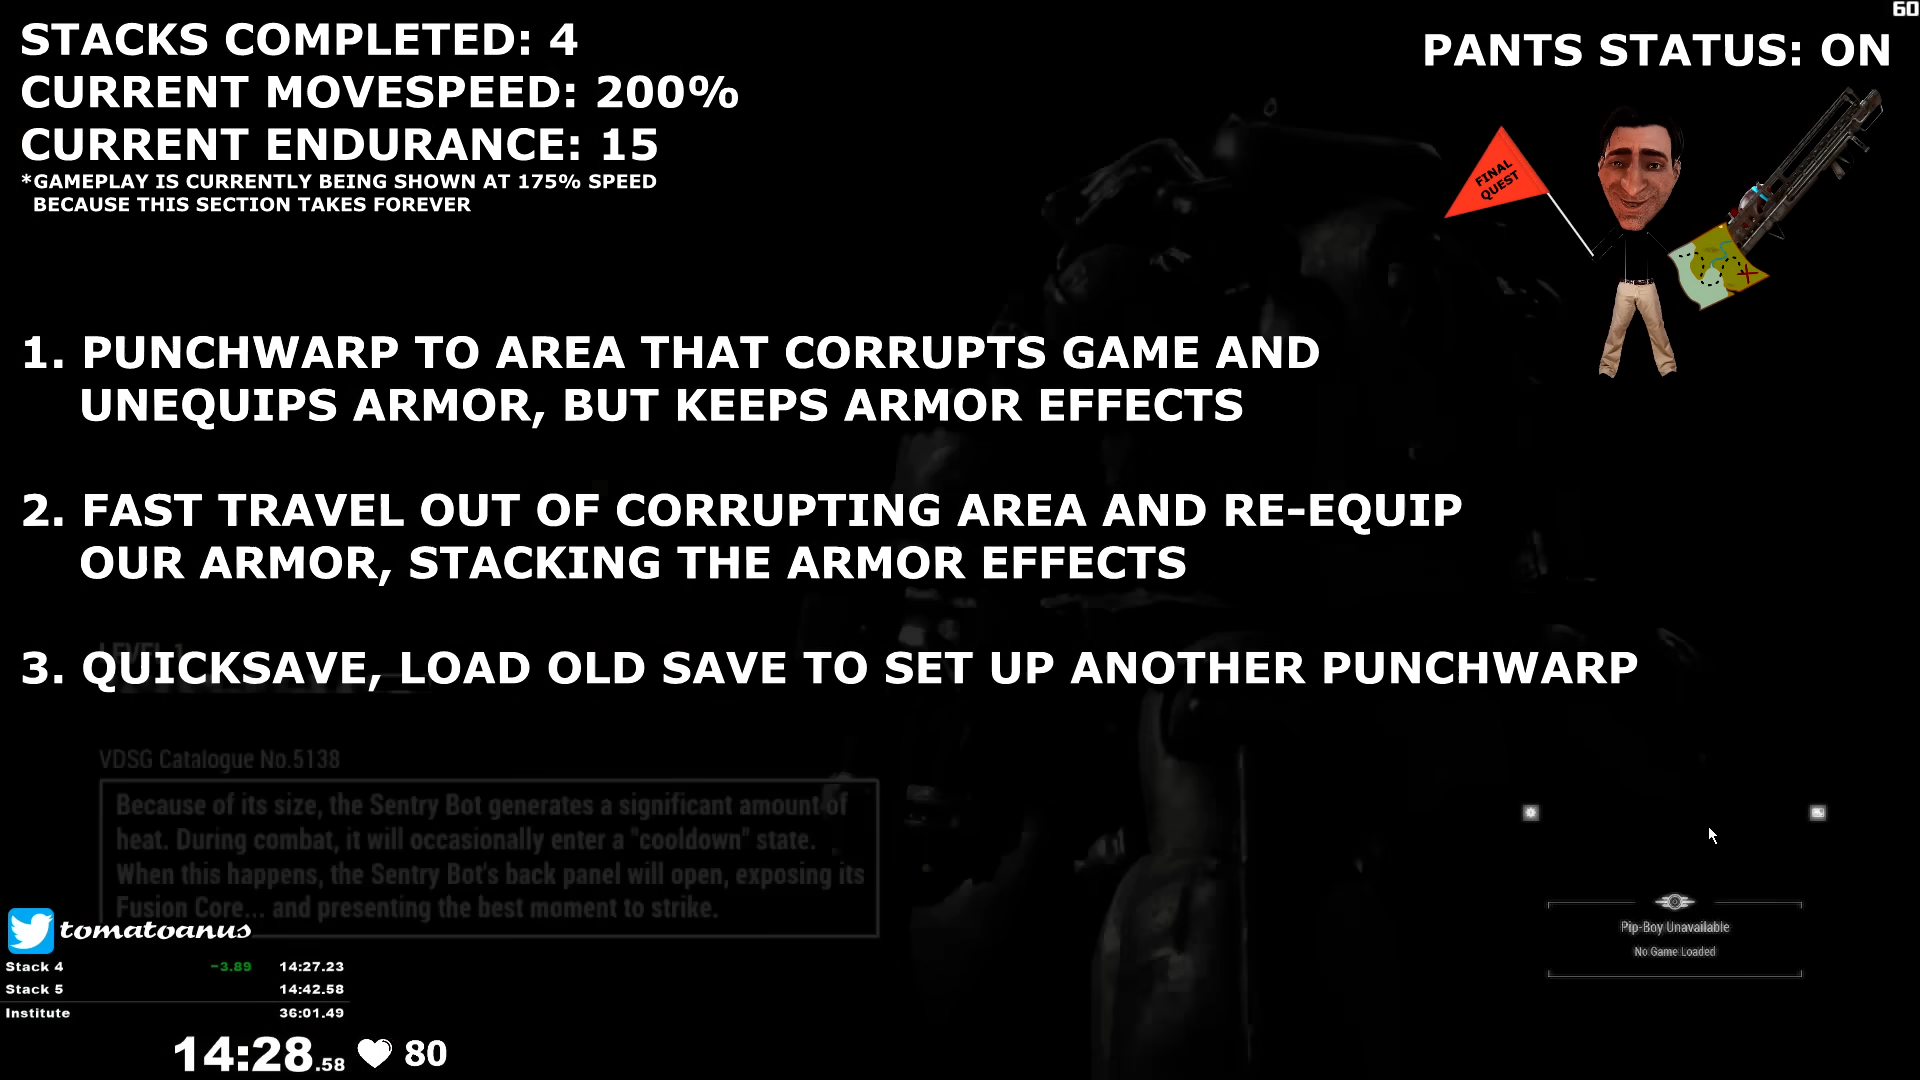 60
STACKS COMPLETED: 4
CURRENT MOVESPEED: 200%
CURRENT ENDURANCE: 15
*GAMEPLAY IS CURRENTLY BEING SHOWN AT 175% SPEED
BECAUSE THIS SECTION TAKES FOREVER
PANTS STATUS: ON
FINAL
QUEST
1. PUNCHWARP TO AREA THAT CORRUPTS GAME AND
UNEQUIPS ARMOR, BUT KEEPS ARMOR EFFECTS
2. FAST TRAVEL OUT OF CORRUPTING AREA AND RE-EQUIP
OUR ARMOR, STACKING THE ARMOR EFFECTS
3. QUICKSAVE, LOAD OLD SAVE TO SET UP ANOTHER PUNCHWARP
VDSG Catalogue No.5138
Because of its size, the Sentry Bot generates a significant amount of
heat. During combat, it will occasionally enter a "cooldown" state.
When this happens, the Sentry Bot's back panel will open, exposing its
Fusion Core... and presenting the best moment to strike.
tomatoanus
Stack 4 -3.89 14:27.23
Stack 5 14:42.58
Institute 36:01.49
14:28.58 80
Pip-Boy Unavailable
No Game Loaded